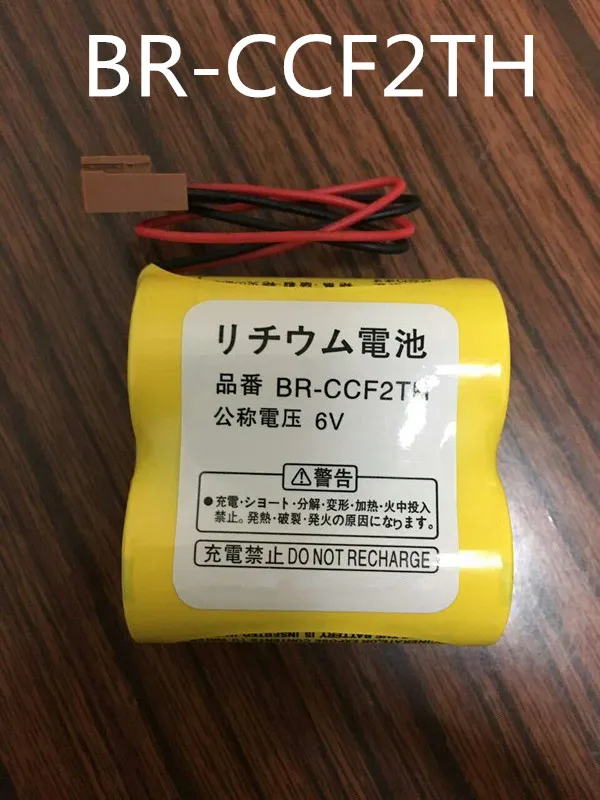 BR-CCF2TH
リチウム電池
品番 BR-CCF2TH
公称電圧 6V
⚠警告
●充電・ショート・分解・変形・加熱・火中投入
禁止。発熱・破裂・発火の原因になります。
充電禁止 DO NOT RECHARGE
BATTERY IS INSERTED